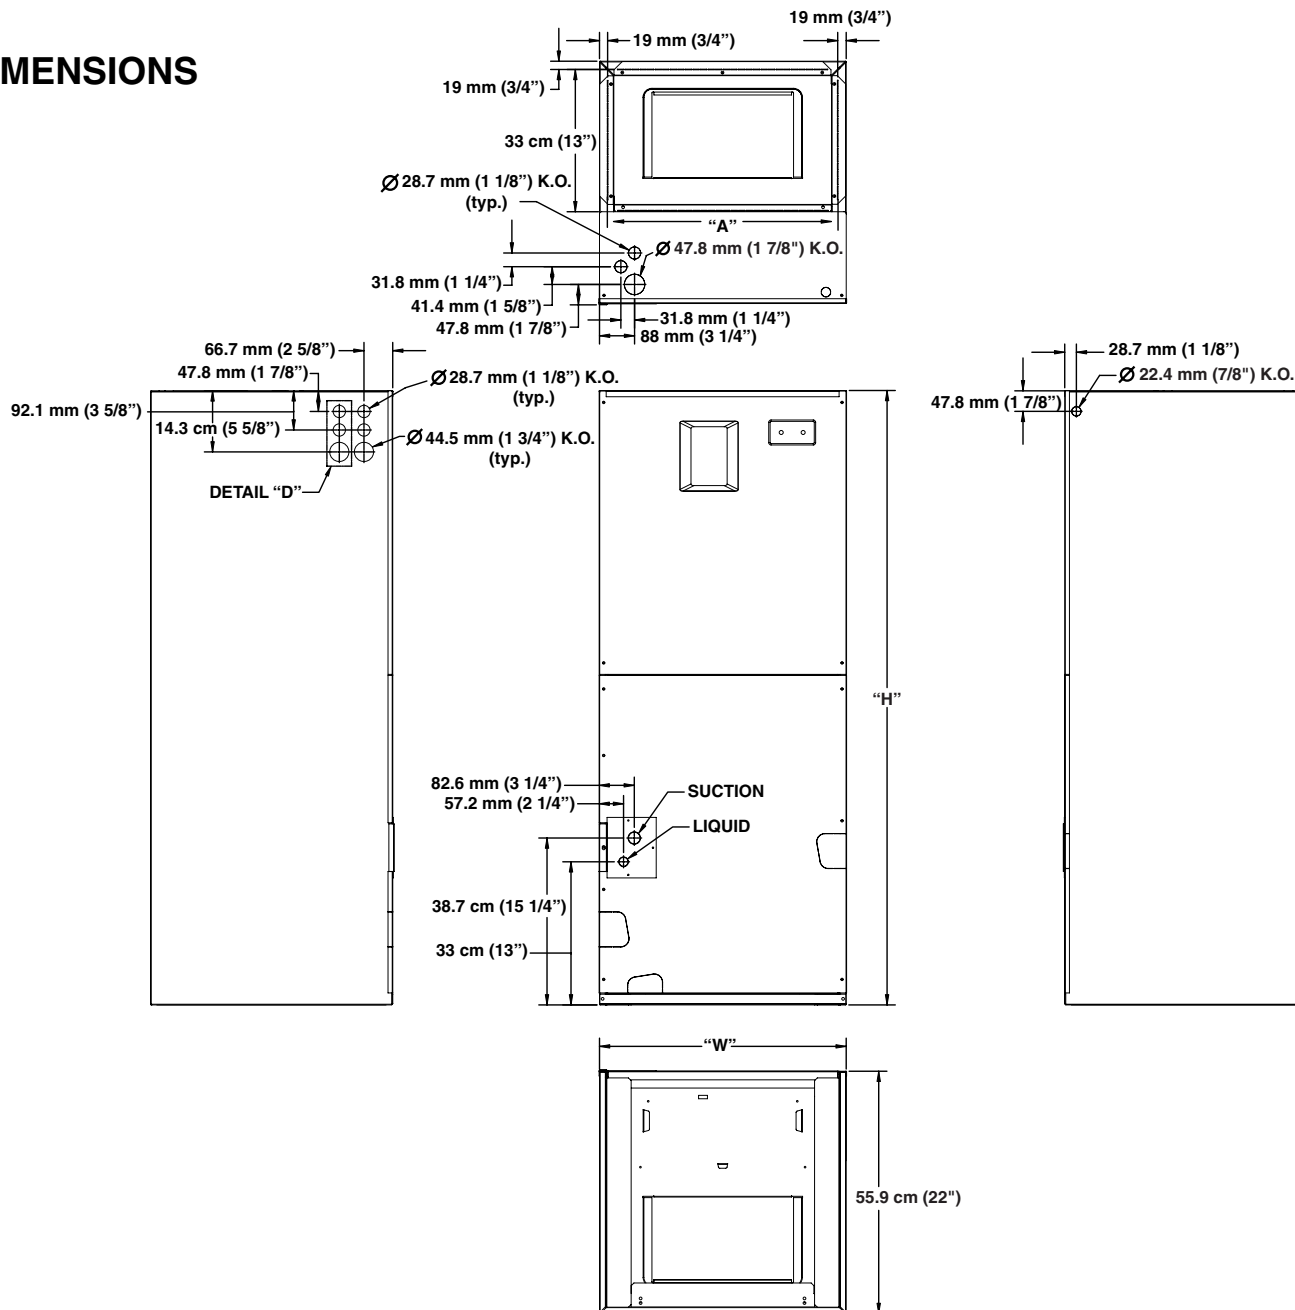 MENSIONS
19 mm (3/4”)
19 mm (3/4”)
19 mm (3/4”)
33 cm (13”)
Ø 28.7 mm (1 1/8”) K.O.
(typ.)
“A”
Ø 47.8 mm (1 7/8") K.O.
31.8 mm (1 1/4”)
41.4 mm (1 5/8”)
47.8 mm (1 7/8”)
31.8 mm (1 1/4”)
88 mm (3 1/4”)
66.7 mm (2 5/8”)
47.8 mm (1 7/8”)
92.1 mm (3 5/8”)
14.3 cm (5 5/8”)
Ø 28.7 mm (1 1/8”) K.O.
(typ.)
Ø 44.5 mm (1 3/4”) K.O.
(typ.)
DETAIL “D”
28.7 mm (1 1/8”)
Ø 22.4 mm (7/8") K.O.
47.8 mm (1 7/8”)
“H”
82.6 mm (3 1/4”)
57.2 mm (2 1/4”)
SUCTION
LIQUID
38.7 cm (15 1/4”)
33 cm (13”)
“W”
55.9 cm (22")